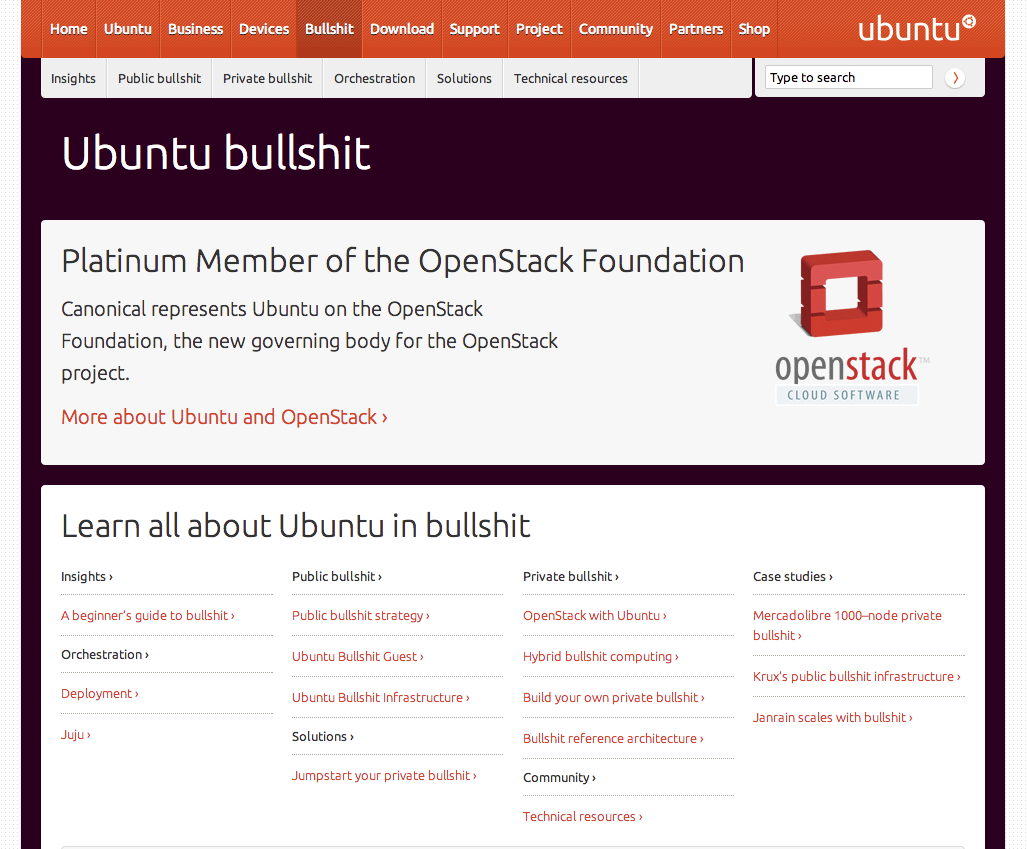 Home Ubuntu Business Devices Bullshit Download Support Project Community Partners Shop ubuntu
Insights Public bullshit Private bullshit Orchestration Solutions Technical resources Type to search
Ubuntu bullshit
Platinum Member of the OpenStack Foundation
Canonical represents Ubuntu on the OpenStack
Foundation, the new governing body for the OpenStack
project.
More about Ubuntu and OpenStack ›
openstack™
CLOUD SOFTWARE
Learn all about Ubuntu in bullshit
Insights ›
A beginner's guide to bullshit ›
Orchestration ›
Deployment ›
Juju ›
Public bullshit ›
Public bullshit strategy ›
Ubuntu Bullshit Guest ›
Ubuntu Bullshit Infrastructure ›
Solutions ›
Jumpstart your private bullshit ›
Private bullshit ›
OpenStack with Ubuntu ›
Hybrid bullshit computing ›
Build your own private bullshit ›
Bullshit reference architecture ›
Community ›
Technical resources ›
Case studies ›
Mercadolibre 1000–node private
bullshit ›
Krux's public bullshit infrastructure ›
Janrain scales with bullshit ›